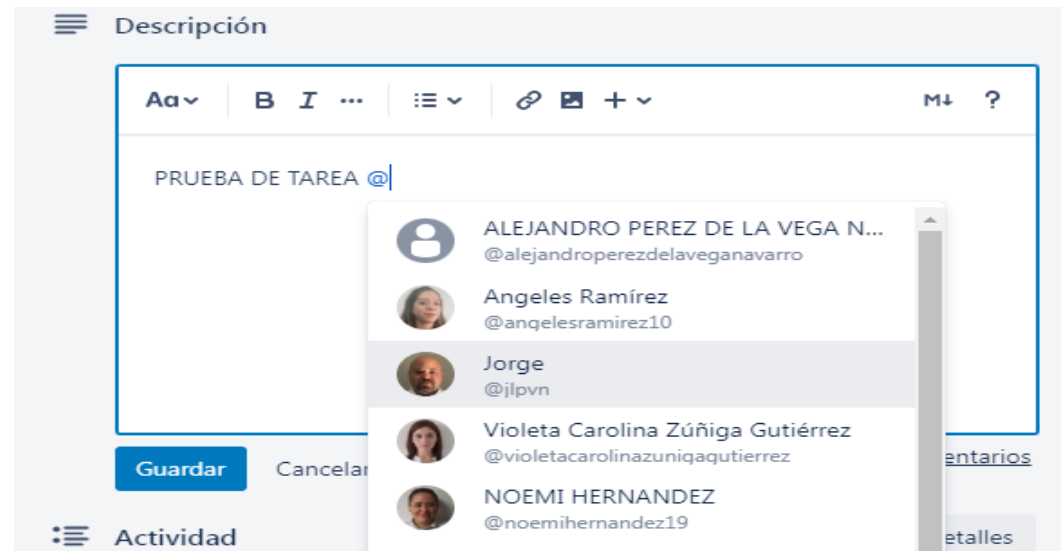 Descripción
Aa B I ... M↓ ?
PRUEBA DE TAREA @
ALEJANDRO PEREZ DE LA VEGA N...
@alejandroperezdelaveganavarro
Angeles Ramírez
@angelesramirez10
Jorge
@jlpvn
Violeta Carolina Zúñiga Gutiérrez
@violetacarolinazunigagutierrez
NOEMI HERNANDEZ
@noemihernandez19
Guardar Cancelar entarios
Actividad etalles